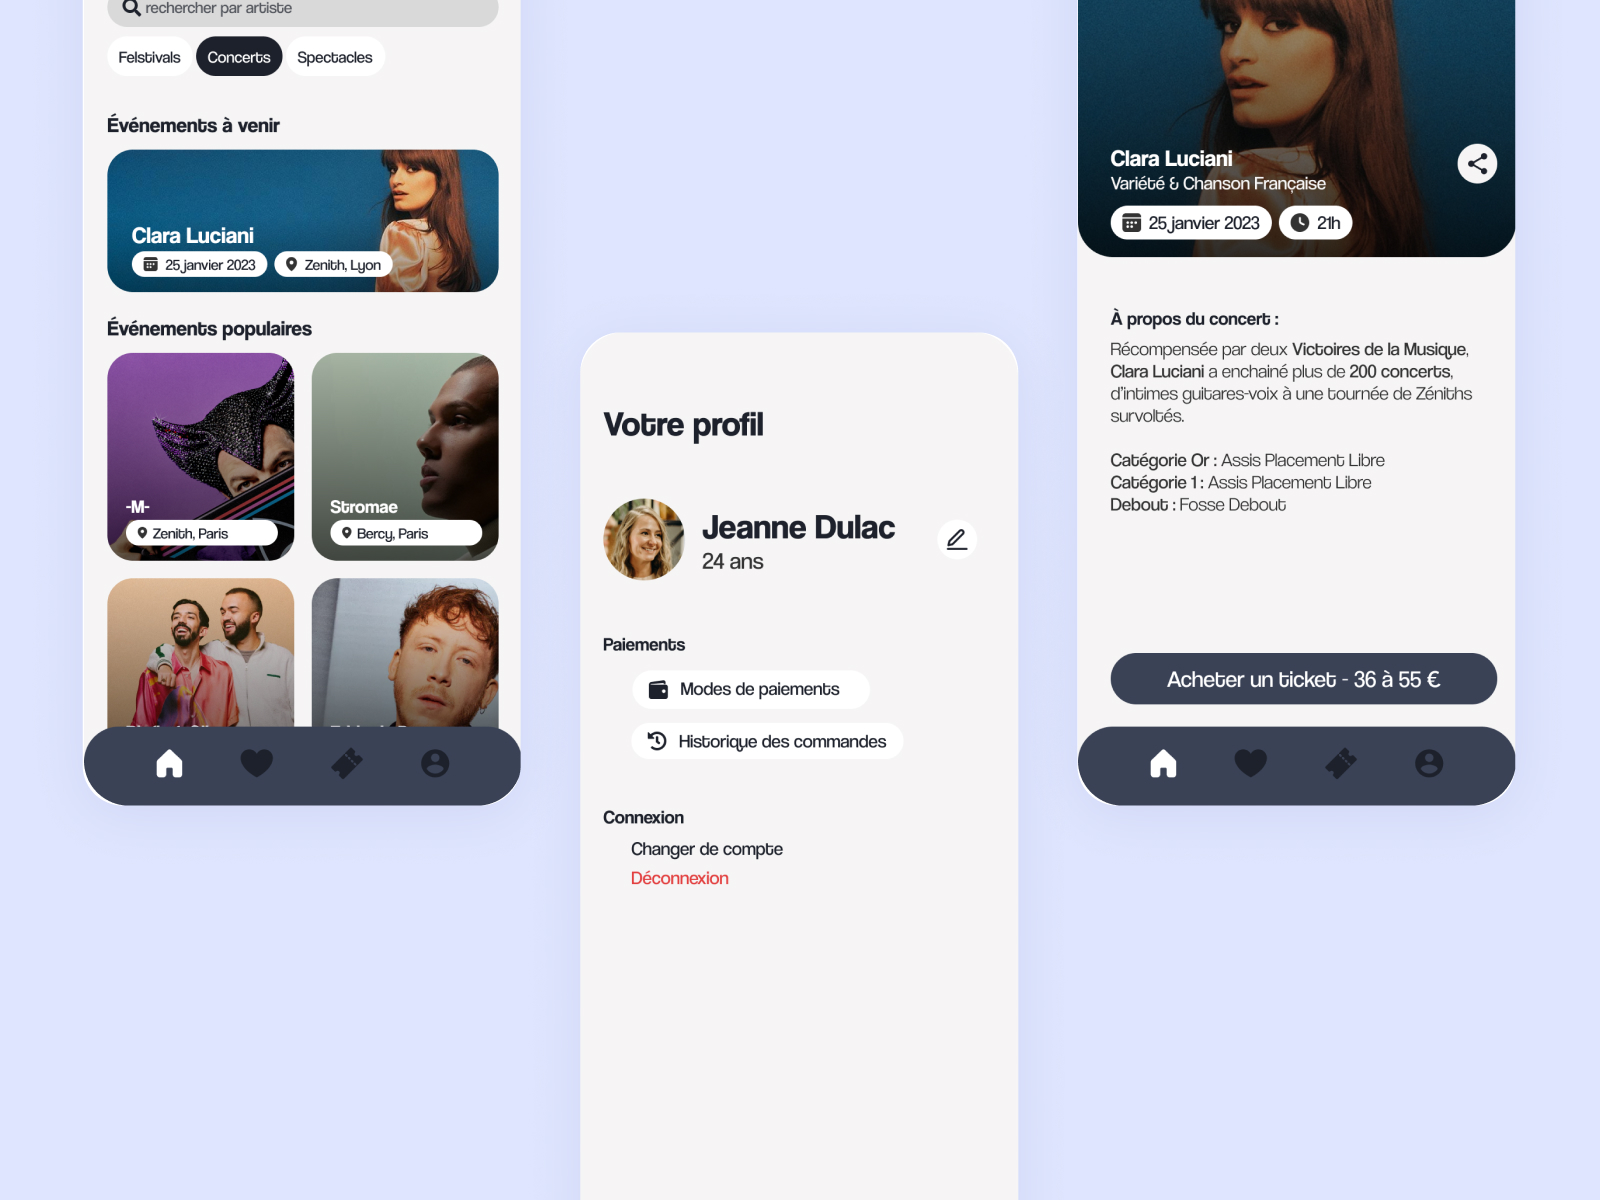 rechercher par artiste
Felstivals
Concerts
Spectacles
Événements à venir
Clara Luciani
25 janvier 2023
Zenith, Lyon
Événements populaires
-M-
Zenith, Paris
Stromae
Bercy, Paris
Votre profil
Jeanne Dulac
24 ans
Paiements
Modes de paiements
Historique des commandes
Connexion
Changer de compte
Déconnexion
Clara Luciani
Variété & Chanson Française
25 janvier 2023
21h
À propos du concert :
Récompensée par deux Victoires de la Musique,
Clara Luciani a enchainé plus de 200 concerts,
d'intimes guitares-voix à une tournée de Zéniths
survoltés.
Catégorie Or : Assis Placement Libre
Catégorie 1 : Assis Placement Libre
Debout : Fosse Debout
Acheter un ticket - 36 à 55 €